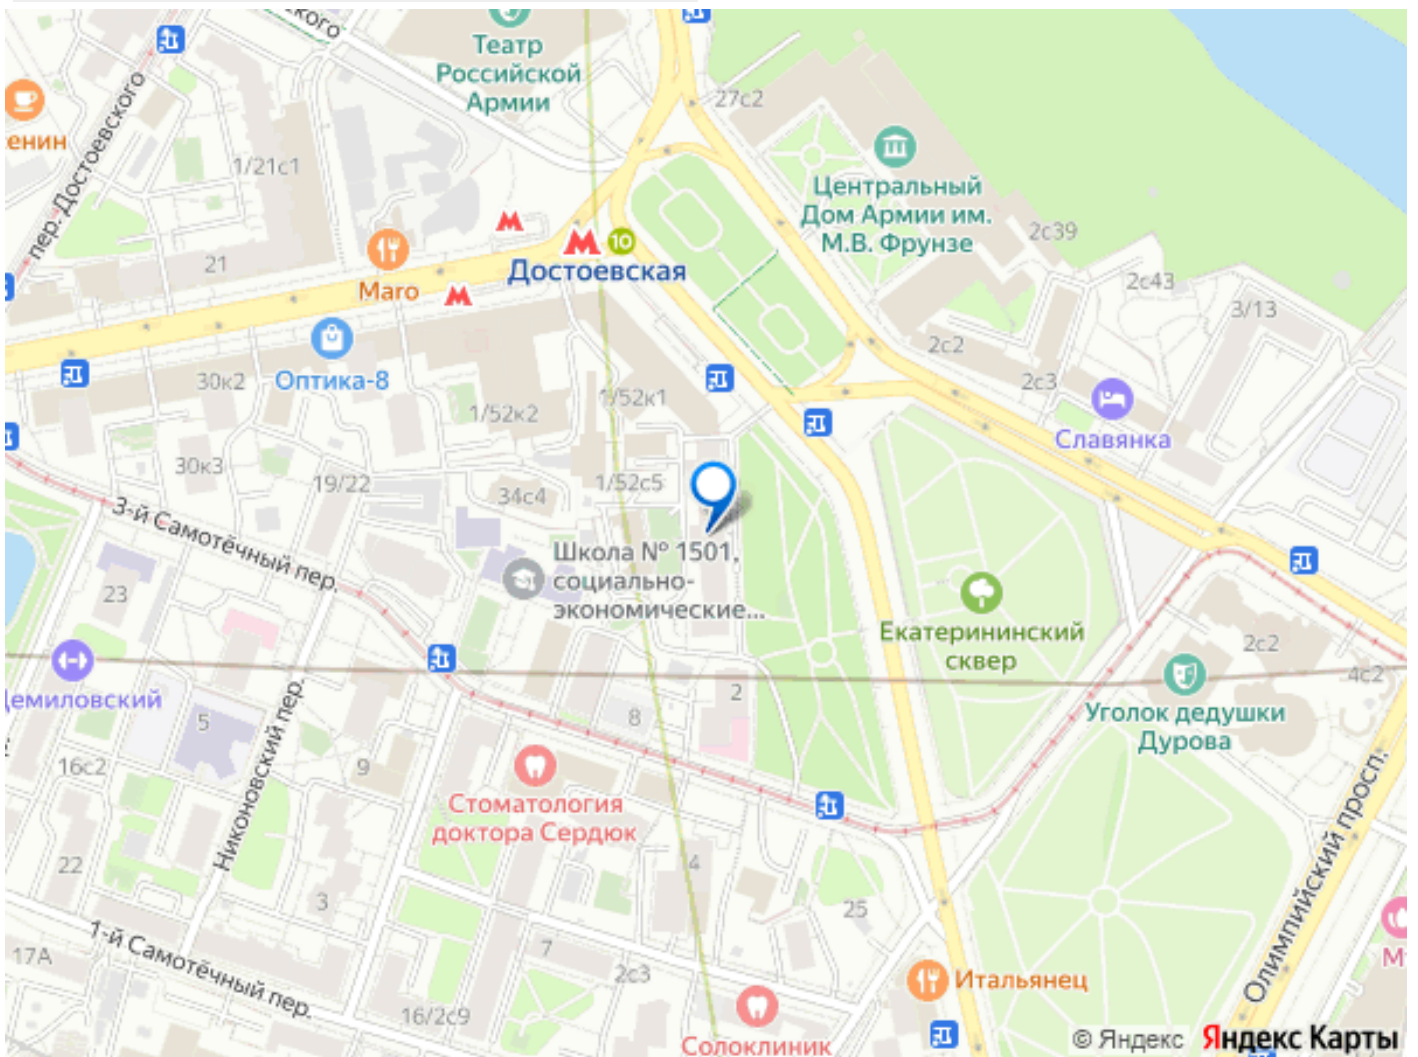 ского
Театр
Российской
Армии
27с2
енин
пер. Достоевского
1/21с1
Центральный
Дом Армии им.
М.В. Фрунзе
2с39
10
Достоевская
21
Maro
2с43
3/13
Оптика-8
30к2
1/52к1
1/52к2
2с2
2с3
Славянка
30к3
19/22
34с4
1/52с5
3-й Самотёчный пер.
Школа № 1501,
социально-
экономические...
23
Екатерининский
сквер
2с2
4с2
Демиловский
5
2
8
Уголок дедушки
Дурова
16с2
9
Никоновский пер.
Стоматология
доктора Сердюк
Олимпийский просп.
22
3
4
25
17А
1-й Самотёчный пер.
7
2с3
16/2с9
Итальянец
Солоклиник
© Яндекс Яндекс Карты